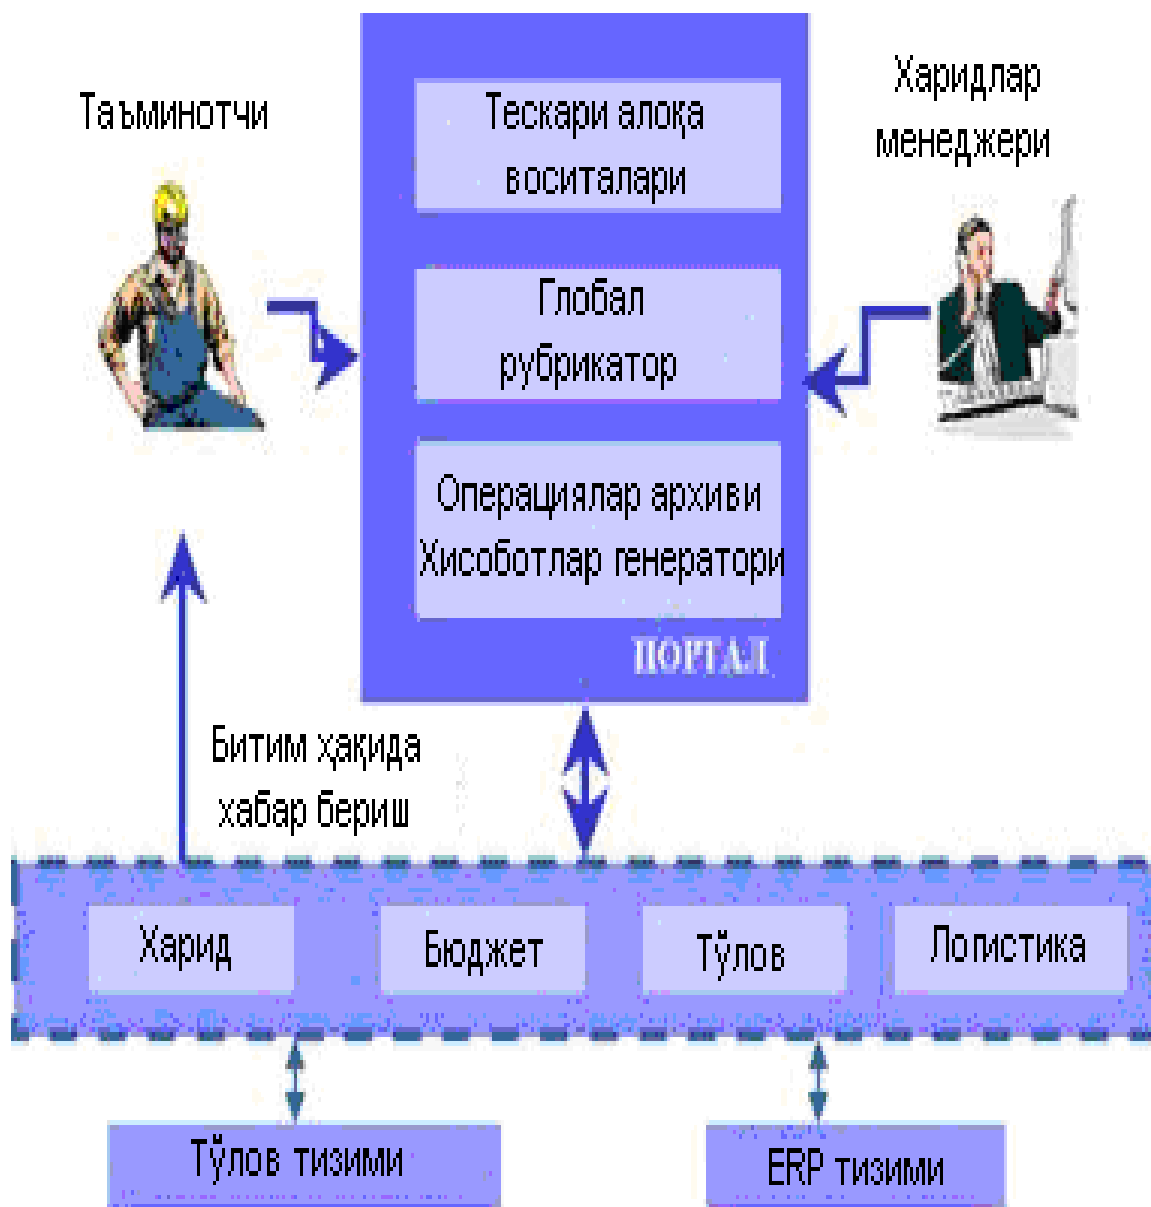 Таъминотчи
Тескари алоқа
воситалари
Харидлар
менеджери
Глобал
рубрикатор
Операциялар архиви
Хисоботлар генератори
ПОРТАЛ
Битим ҳақида
хабар бериш
Харид
Бюджет
Тўлов
Логистика
Тўлов тизими
ERP тизими